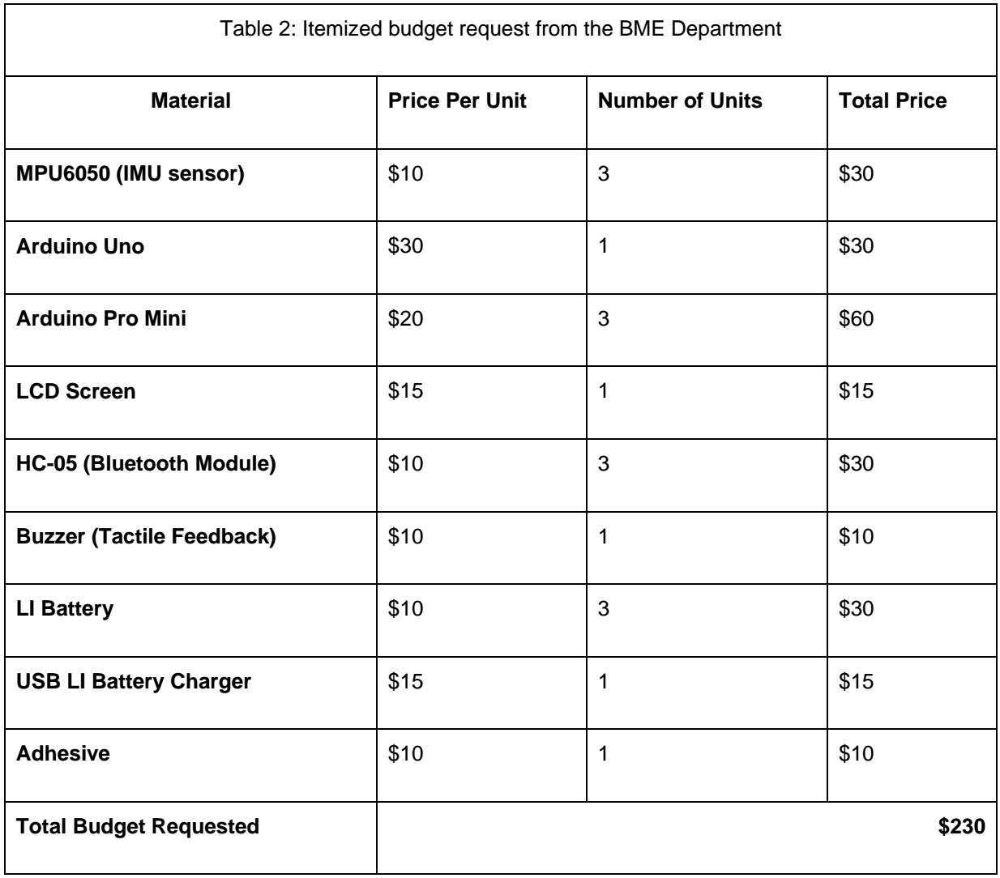 Table 2: Itemized budget request from the BME Department
Material Price Per Unit Number of Units Total Price
MPU6050 (IMU sensor) $10 3 $30
Arduino Uno $30 1 $30
Arduino Pro Mini $20 3 $60
LCD Screen $15 1 $15
HC-05 (Bluetooth Module) $10 3 $30
Buzzer (Tactile Feedback) $10 1 $10
LI Battery $10 3 $30
USB LI Battery Charger $15 1 $15
Adhesive $10 1 $10
Total Budget Requested $230